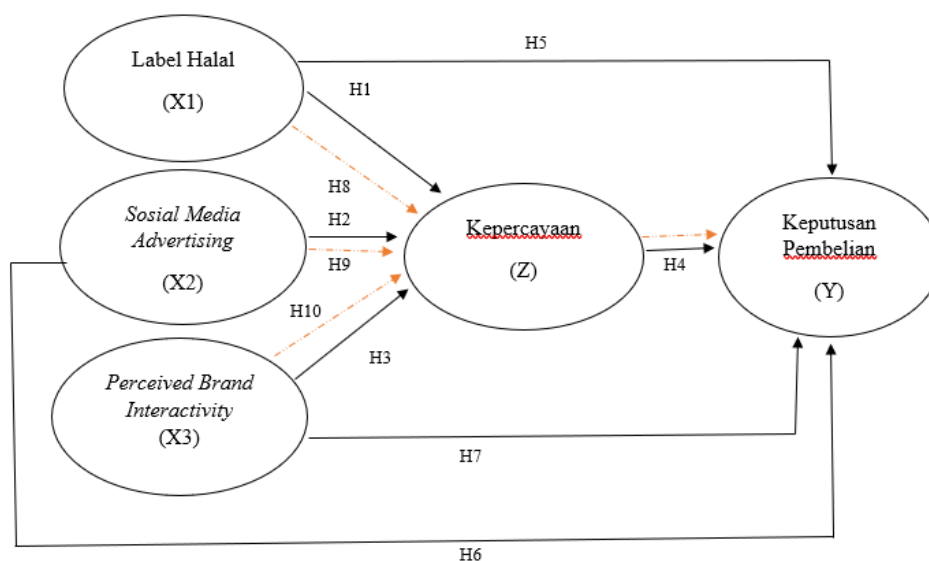 H5
Label Halal
(X1)
H1
H8
Sosial Media
Advertising
(X2)
H2
H9
Kepercayaan
(Z)
H4
Keputusan
Pembelian
(Y)
H10
H3
Perceived Brand
Interactivity
(X3)
H7
H6